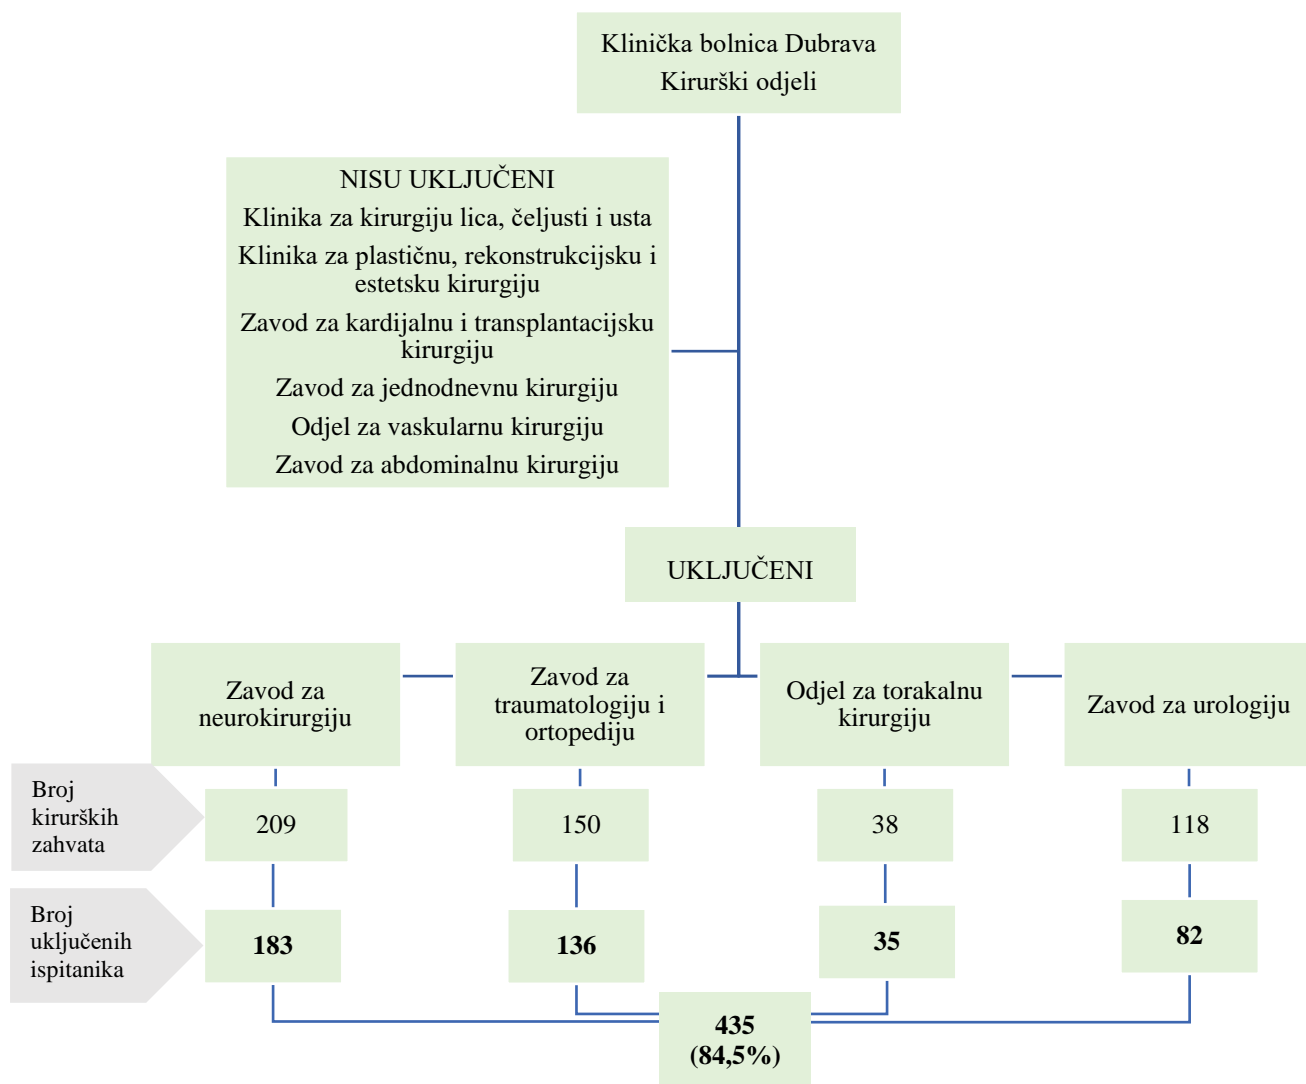 Klinička bolnica Dubrava
Kirurški odjeli
NISU UKLJUČENI
Klinika za kirurgiju lica, čeljusti i usta
Klinika za plastičnu, rekonstrukcijsku i
estetsku kirurgiju
Zavod za kardijalnu i transplantacijsku
kirurgiju
Zavod za jednodnevnu kirurgiju
Odjel za vaskularnu kirurgiju
Zavod za abdominalnu kirurgiju
UKLJUČENI
Zavod za
neurokirurgiju
Zavod za
traumatologiju i
ortopediju
Odjel za torakalnu
kirurgiju
Zavod za urologiju
Broj
kirurških
zahvata
209
150
38
118
Broj
uključenih
ispitanika
183
136
35
82
435
(84,5%)